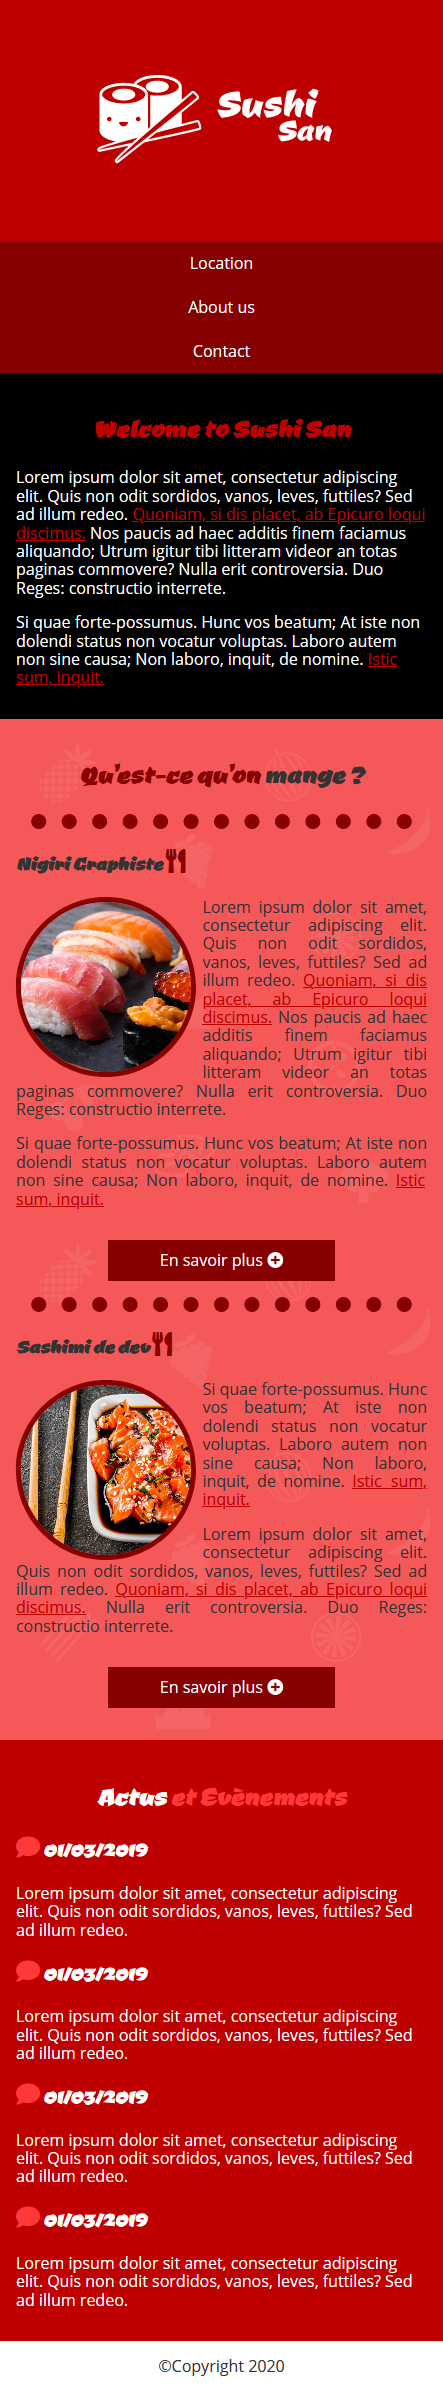 Sushi
San
Location
About us
Contact
Welcome to Sushi San
Lorem ipsum dolor sit amet, consectetur adipiscing
elit. Quis non odit sordidos, vanos, leves, futtiles? Sed
ad illum redeo. Quoniam, si dis placet, ab Epicuro loqui
discimus. Nos paucis ad haec additis finem faciamus
aliquando; Utrum igitur tibi litteram videor an totas
paginas commovere? Nulla erit controversia. Duo
Reges: constructio interrete.
Si quae forte-possumus. Hunc vos beatum; At iste non
dolendi status non vocatur voluptas. Laboro autem
non sine causa; Non laboro, inquit, de nomine. Istic
sum, inquit.
Qu'est-ce qu'on mange ?
Nigiri Graphiste
Lorem ipsum dolor sit amet,
consectetur adipiscing elit.
Quis non odit sordidos,
vanos, leves, futtiles? Sed ad
illum redeo. Quoniam, si dis
placet, ab Epicuro loqui
discimus. Nos paucis ad haec
additis finem faciamus
aliquando; Utrum igitur tibi
litteram videor an totas
paginas commovere? Nulla erit controversia. Duo
Reges: constructio interrete.
Si quae forte-possumus. Hunc vos beatum; At iste non
dolendi status non vocatur voluptas. Laboro autem
non sine causa; Non laboro, inquit, de nomine. Istic
sum, inquit.
En savoir plus
Sashimi de dev
Si quae forte-possumus. Hunc
vos beatum; At iste non
dolendi status non vocatur
voluptas. Laboro autem non
sine causa; Non laboro,
inquit, de nomine. Istic sum,
inquit.
Lorem ipsum dolor sit amet,
consectetur adipiscing elit.
Quis non odit sordidos, vanos, leves, futtiles? Sed ad
illum redeo. Quoniam, si dis placet, ab Epicuro loqui
discimus. Nulla erit controversia. Duo Reges:
constructio interrete.
En savoir plus
Actus et Evènements
01/03/2019
Lorem ipsum dolor sit amet, consectetur adipiscing
elit. Quis non odit sordidos, vanos, leves, futtiles? Sed
ad illum redeo.
01/03/2019
Lorem ipsum dolor sit amet, consectetur adipiscing
elit. Quis non odit sordidos, vanos, leves, futtiles? Sed
ad illum redeo.
01/03/2019
Lorem ipsum dolor sit amet, consectetur adipiscing
elit. Quis non odit sordidos, vanos, leves, futtiles? Sed
ad illum redeo.
01/03/2019
Lorem ipsum dolor sit amet, consectetur adipiscing
elit. Quis non odit sordidos, vanos, leves, futtiles? Sed
ad illum redeo.
©Copyright 2020